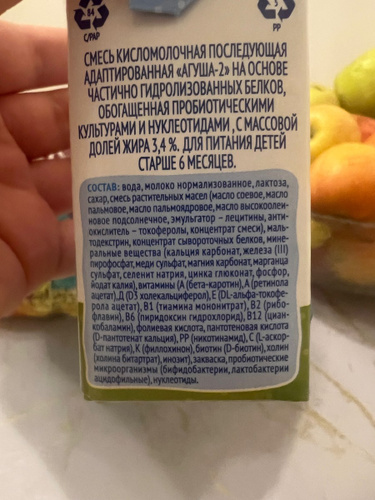 84
C/PAP
5
PP
СМЕСЬ КИСЛОМОЛОЧНАЯ ПОСЛЕДУЮЩАЯ
АДАПТИРОВАННАЯ «АГУША-2» НА ОСНОВЕ
ЧАСТИЧНО ГИДРОЛИЗОВАННЫХ БЕЛКОВ,
ОБОГАЩЕННАЯ ПРОБИОТИЧЕСКИМИ
КУЛЬТУРАМИ И НУКЛЕОТИДАМИ , С МАССОВОЙ
ДОЛЕЙ ЖИРА 3,4 %. ДЛЯ ПИТАНИЯ ДЕТЕЙ
СТАРШЕ 6 МЕСЯЦЕВ.
СОСТАВ: вода, молоко нормализованное, лактоза,
сахар, смесь растительных масел (масло соевое, масло
пальмовое, масло пальмоядровое, масло высокоолеи-
новое подсолнечное, эмульгатор – лецитины, анти-
окислитель – токоферолы, концентрат смеси), маль-
тодекстрин, концентрат сывороточных белков, мине-
ральные вещества (кальция карбонат, железа (III)
пирофосфат, меди сульфат, магния карбонат, марганца
сульфат, селенит натрия, цинка глюконат, фосфор,
йодат калия), витамины (А (бета-каротин), А (ретинола
ацетат), Д (D3 холекальциферол), Е (DL-альфа-токофе-
рола ацетат), В1 (тиамина мононитрат), В2 (рибо-
флавин), В6 (пиридоксин гидрохлорид), В12 (циан-
кобаламин), фолиевая кислота, пантотеновая кислота
(D-пантотенат кальция), РР (никотинамид), С (L-аскор-
бат натрия), К (филлохинон), биотин (D-биотин), холин
(холина битартрат), инозит), закваска, пробиотические
микроорганизмы (бифидобактерии, лактобактерии
ацидофильные), нуклеотиды.